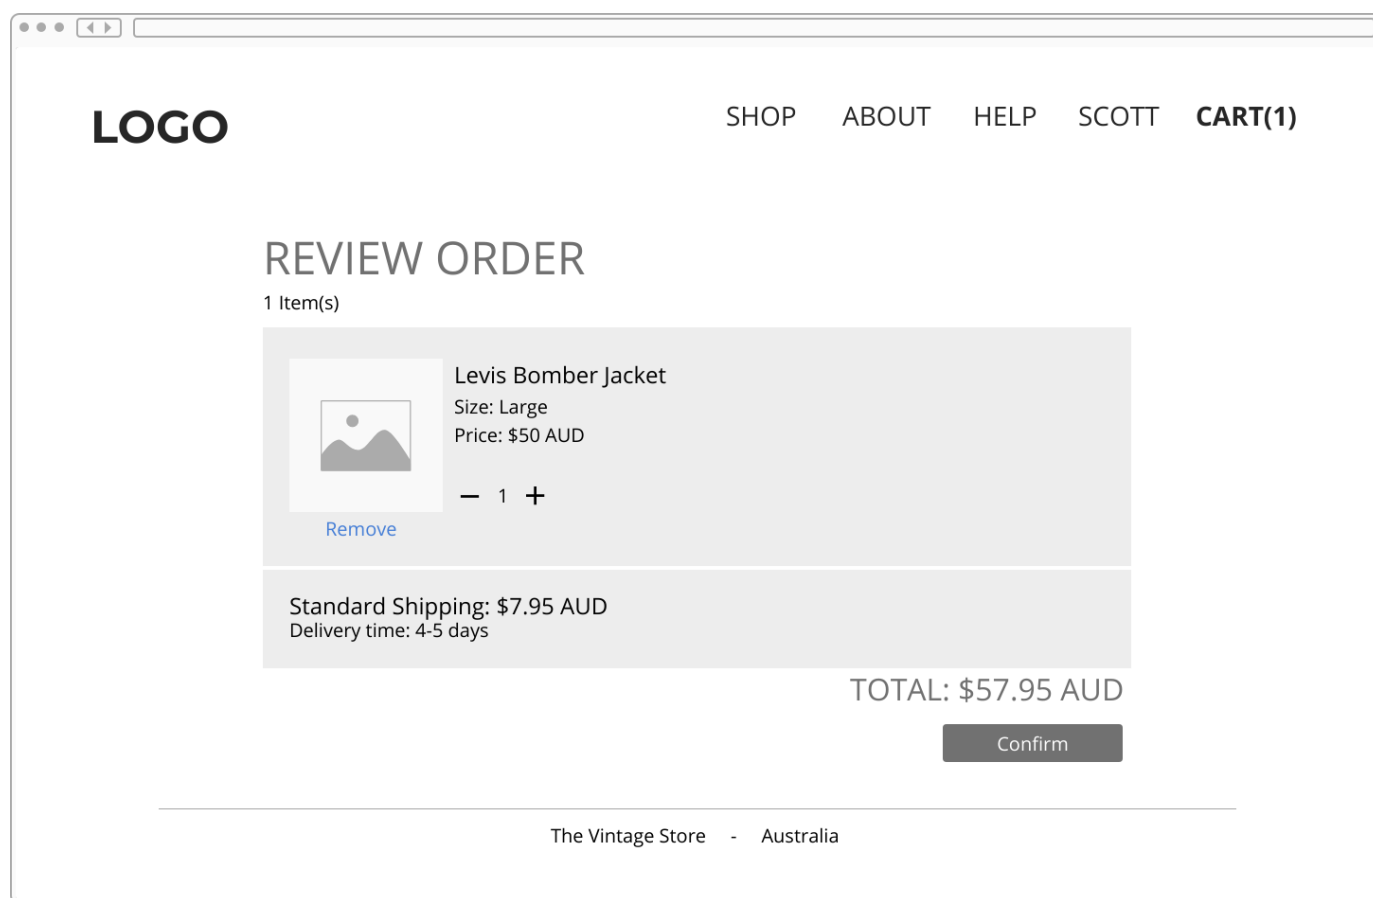 LOGO
SHOP ABOUT HELP SCOTT CART(1)
REVIEW ORDER
1 Item(s)
Levis Bomber Jacket
Size: Large
Price: $50 AUD
− 1 +
Remove
Standard Shipping: $7.95 AUD
Delivery time: 4-5 days
TOTAL: $57.95 AUD
Confirm
The Vintage Store - Australia